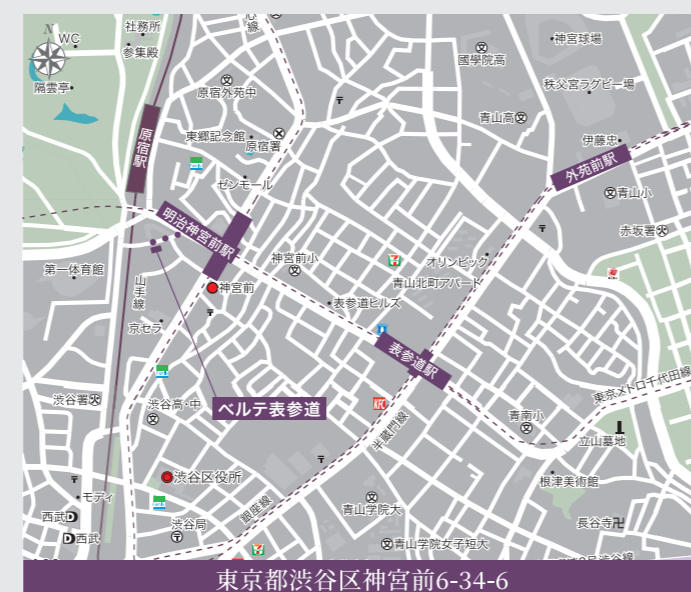 N
WC
社務所
参集殿
隔雲亭
心線
原宿外苑中
國學院高
神宮球場
秩父宮ラグビー場
青山高
伊藤忠
原宿駅
東郷記念館
原宿署
ゼンモール
外苑前駅
青山小
赤坂署
明治神宮前駅
第一体育館
山手線
神宮前小
オリンピック
青山北町アパート
神宮前
表参道ヒルズ
京セラ
表参道駅
東京メトロ千代田線
渋谷署
渋谷高・中
ベルテ表参道
KFC
半蔵門線
青南小
立山墓地
渋谷区役所
根津美術館
モディ
西武
西武
渋谷局
銀座線
青山学院大
長谷寺
青山学院女子短大
東京都渋谷区神宮前6-34-6